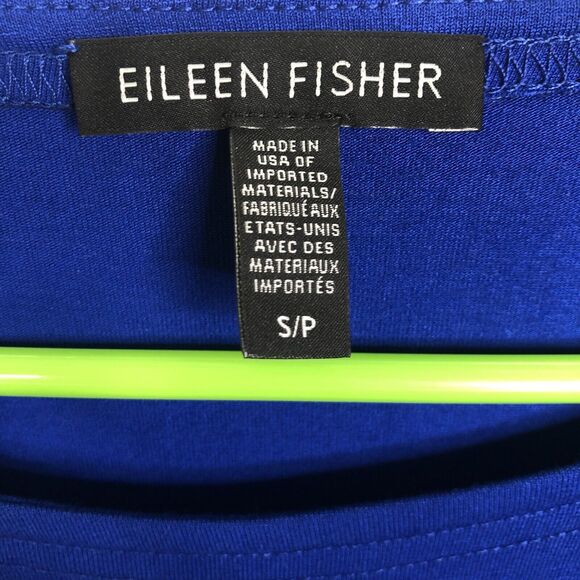 EILEEN FISHER
MADE IN
USA OF
IMPORTED
MATERIALS/
FABRIQUÉ AUX
ETATS-UNIS
AVEC DES
MATERIAUX
IMPORTÉS
S/P